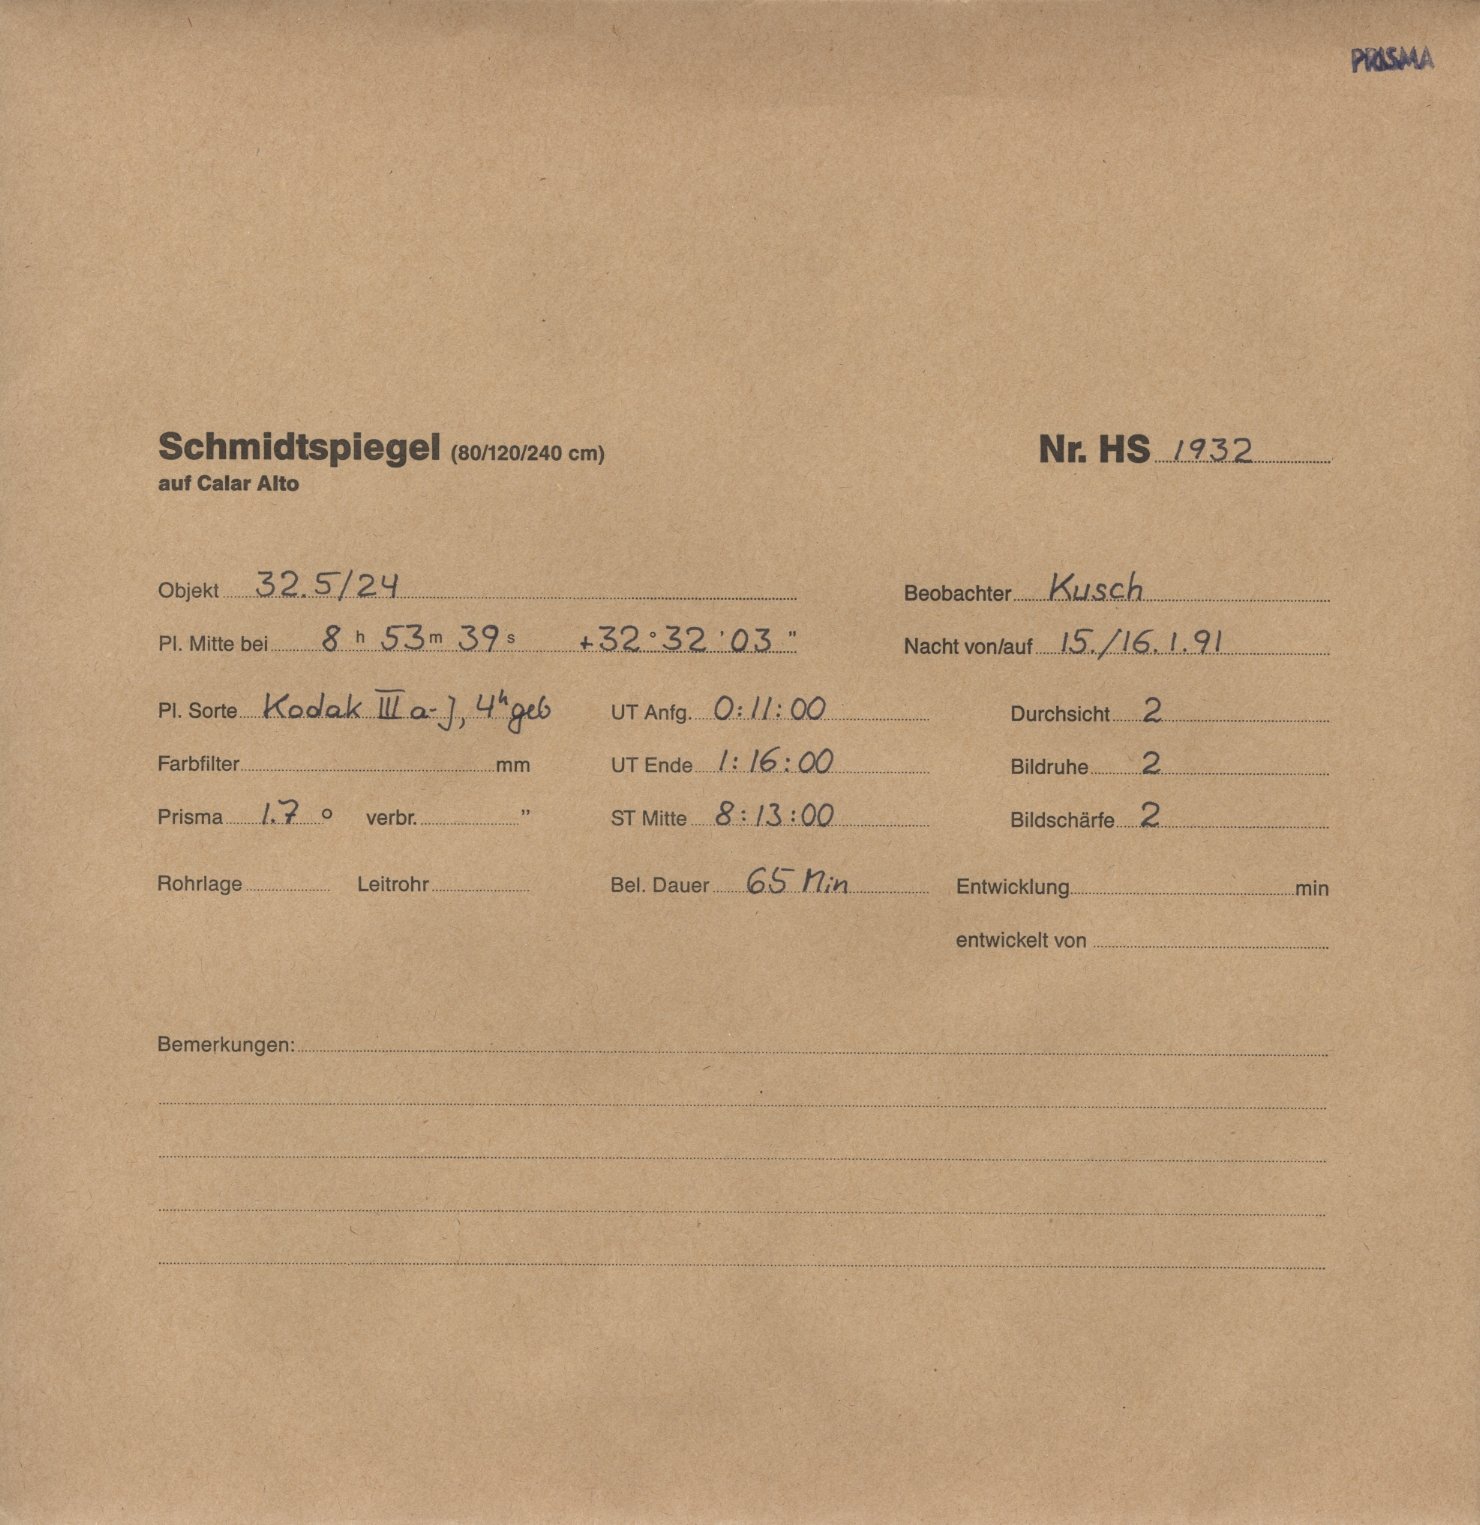 PRISMA
Schmidtspiegel (80/120/240 cm) Nr. HS 1932
auf Calar Alto
Objekt 32.5/24 Beobachter Kusch
Pl. Mitte bei 8 h 53 m 39 s +32 ° 32 ' 03 " Nacht von/auf 15./16.1.91
Pl. Sorte Kodak III a-J, 4h geb UT Anfg. 0:11:00 Durchsicht 2
Farbfilter mm UT Ende 1:16:00 Bildruhe 2
Prisma 1.7 ° verbr. " ST Mitte 8:13:00 Bildschärfe 2
Rohrlage Leitrohr Bel. Dauer 65 Min Entwicklung min
entwickelt von
Bemerkungen: